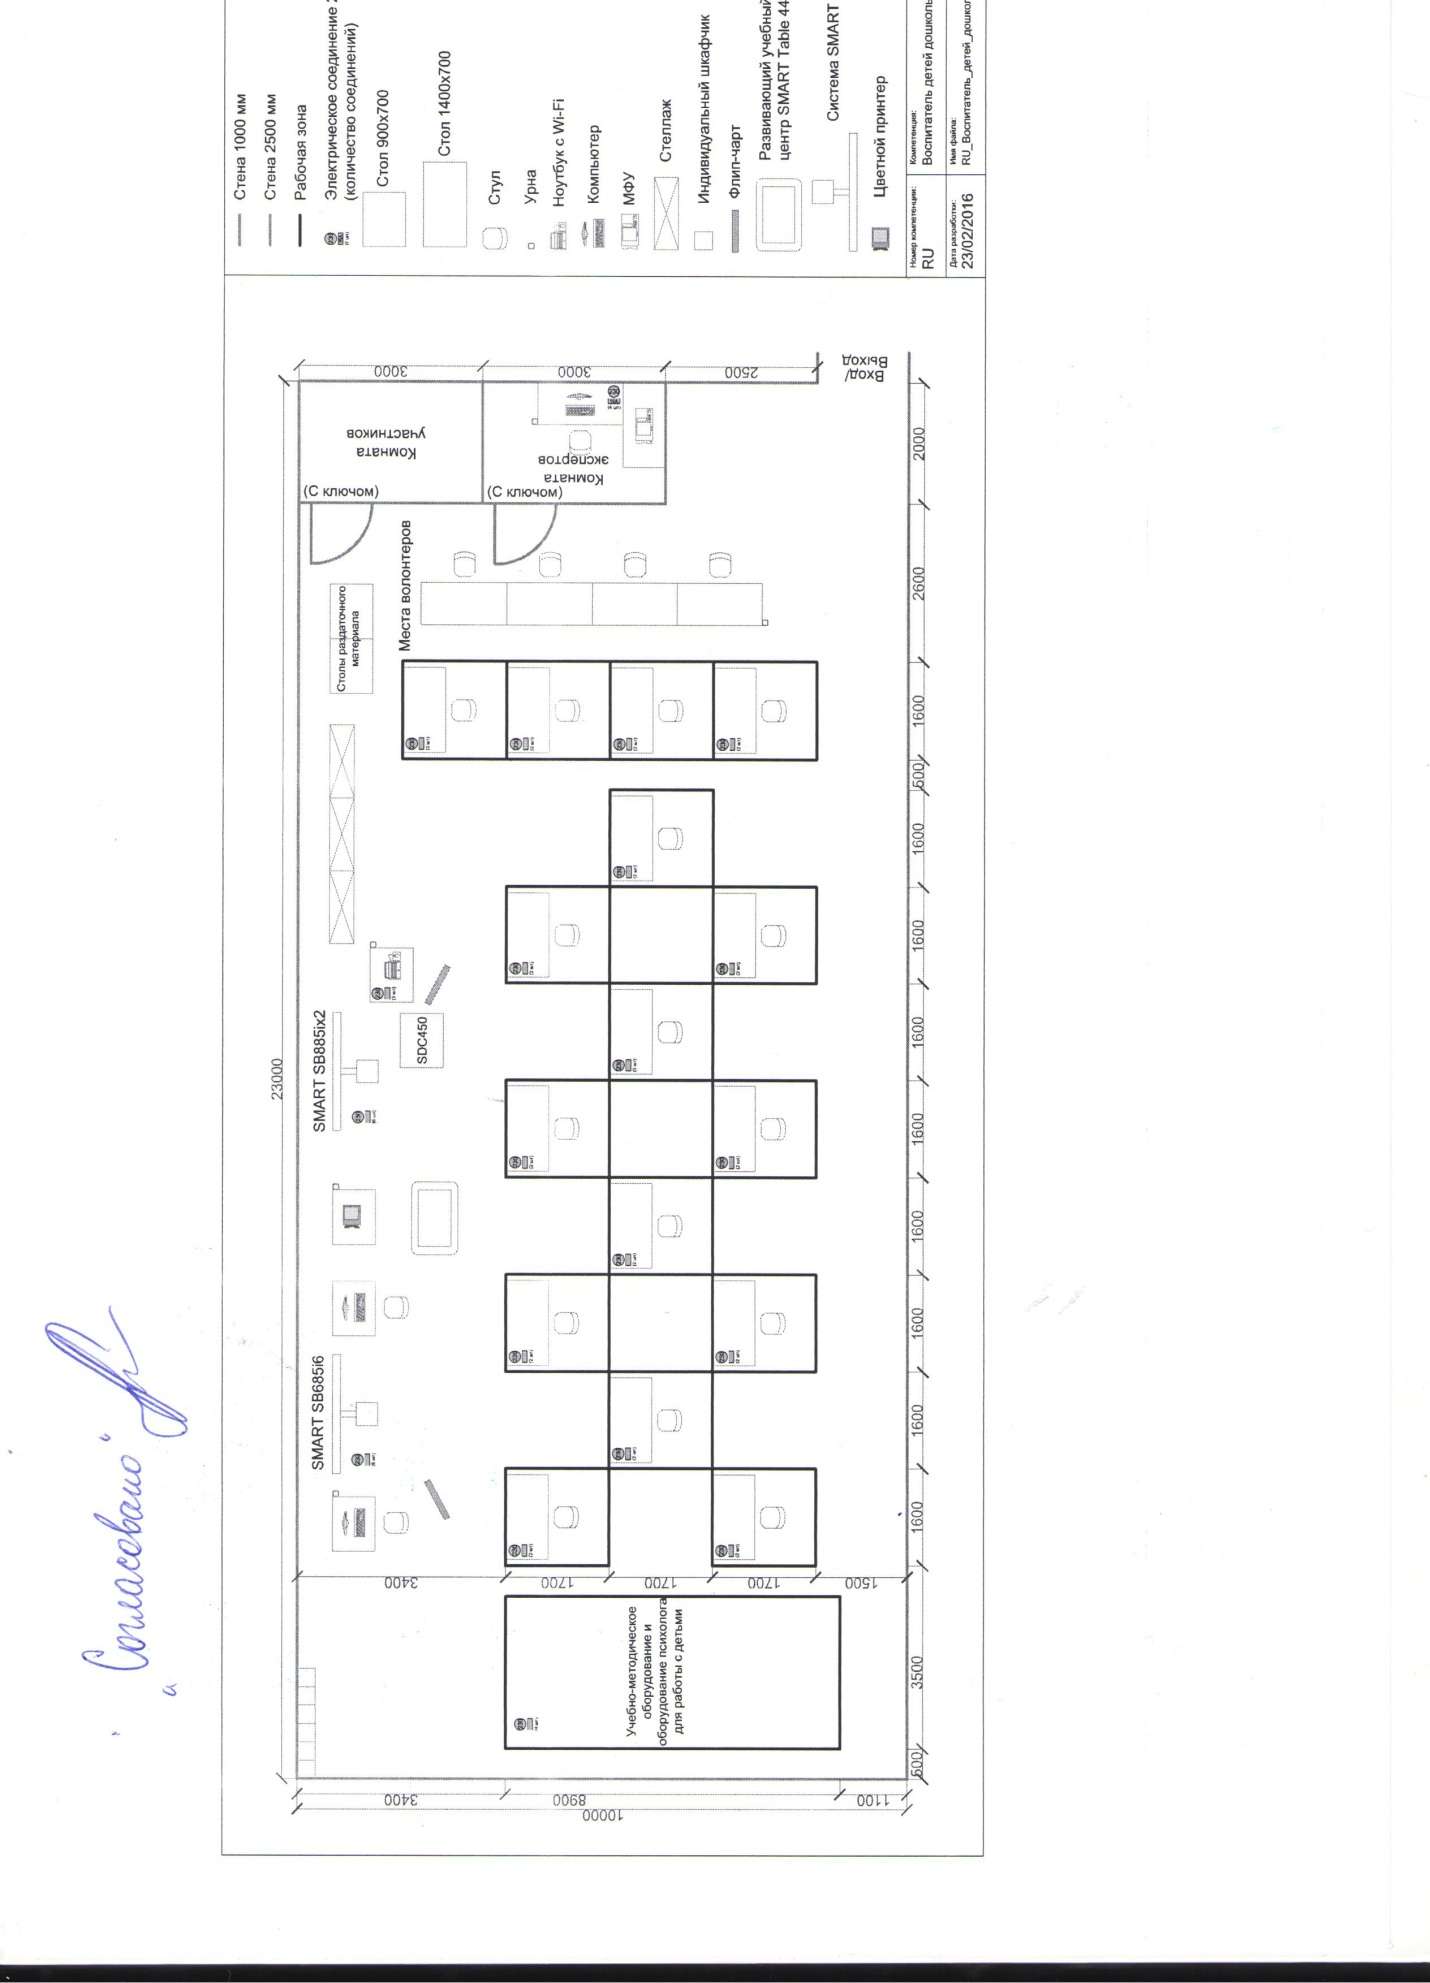 "Согласовано"
Стена 1000 мм
Стена 2500 мм
Рабочая зона
Электрическое соединение 2
(количество соединений)
Стол 900x700
Стол 1400x700
Стул
Урна
Ноутбук с Wi-Fi
Компьютер
МФУ
Стеллаж
Индивидуальный шкафчик
Флип-чарт
Развивающий учебный
центр SMART Table 44
Система SMART
Цветной принтер
Номер компетенции:
RU
Компетенция:
Воспитатель детей дошколь
Дата разработки:
23/02/2016
Имя файла:
RU_Воспитатель_детей_дошкол
23000
3000
3000
2500
Вход/
Выход
Комната
участников
(С ключом)
Комната
экспертов
(С ключом)
Места волонтеров
Столы раздаточного
материала
SMART SB885ix2
SDC450
SMART SB685i6
Учебно-методическое
оборудование и
оборудование психолога
для работы с детьми
600
3500
1600
1600
1600
1600
1600
1600
1600
1600
500
1600
2600
2000
3400
1700
1700
1700
1500
3400
8900
1100
10000